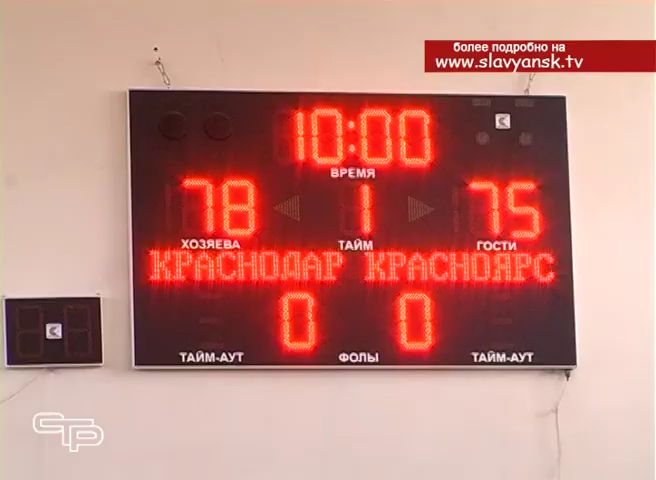 более подробно на
www.slavyansk.tv
10:00
ВРЕМЯ
78 1 75
ХОЗЯЕВА ТАЙМ ГОСТИ
КРАСНОДАР КРАСНОЯРС
0 0
ТАЙМ-АУТ ФОЛЫ ТАЙМ-АУТ
СТР